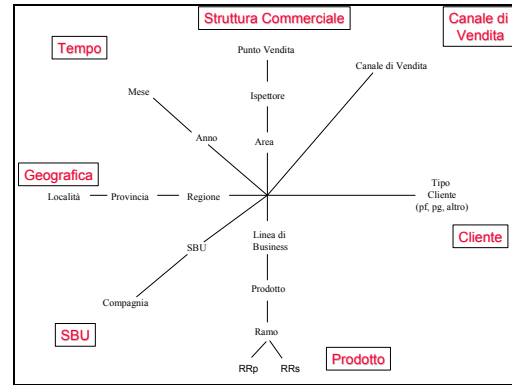 Struttura Commerciale
Canale di
Vendita
Tempo
Punto Vendita
Canale di Vendita
Mese
Ispettore
Anno
Area
Geografica
Località
Provincia
Regione
Tipo
Cliente
(pf, pg, altro)
Linea di
Business
Cliente
SBU
Prodotto
Compagnia
Ramo
SBU
Prodotto
RRp
RRs